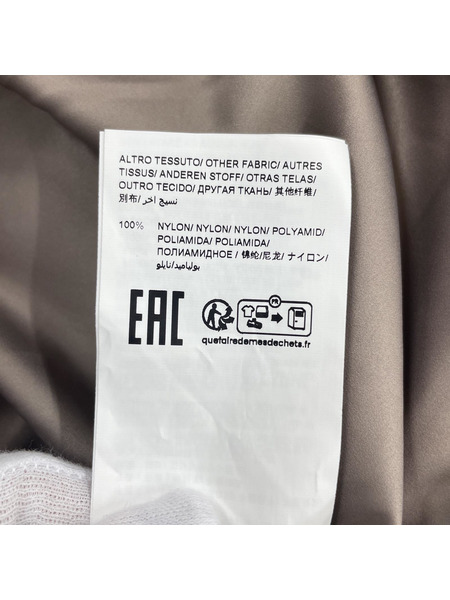 ALTRO TESSUTO/ OTHER FABRIC/ AUTRES
TISSUS/ ANDEREN STOFF/ OTRAS TELAS/
OUTRO TECIDO/ ДРУГАЯ ТКАНЬ/ 其他纤维/
別布/ نسيج اخر/
100% NYLON/ NYLON/ NYLON/ POLYAMID/
POLIAMIDA/ POLIAMIDA/
ПОЛИАМИДНОЕ / 锦纶/尼龙/ ナイロン/
بوليامید/نايلو
EAC
FR
quefairedemesdechets.fr